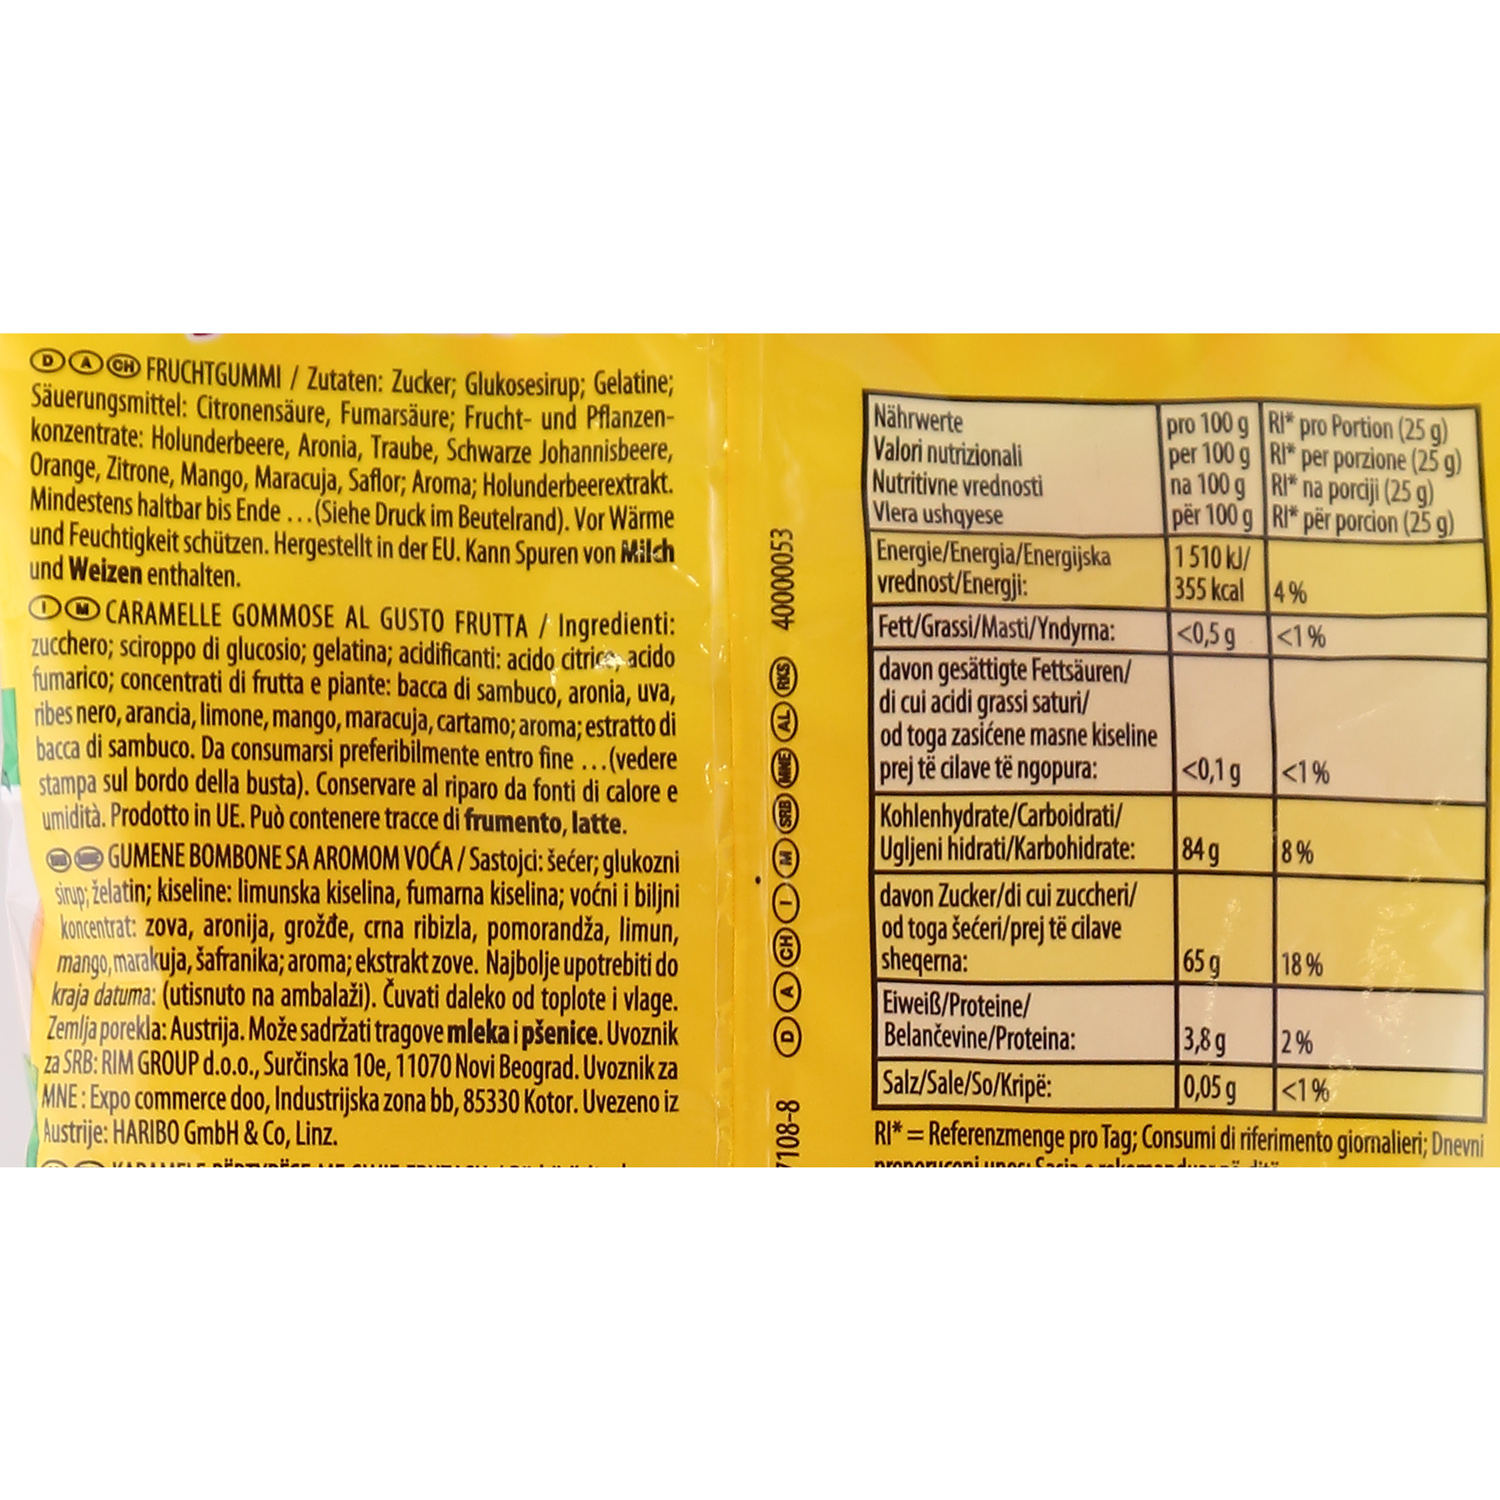 D A CH FRUCHTGUMMI / Zutaten: Zucker; Glukosesirup; Gelatine;
Säuerungsmittel: Citronensäure, Fumarsäure; Frucht- und Pflanzen-
konzentrate: Holunderbeere, Aronia, Traube, Schwarze Johannisbeere,
Orange, Zitrone, Mango, Maracuja, Saflor; Aroma; Holunderbeerextrakt.
Mindestens haltbar bis Ende ...(Siehe Druck im Beutelrand). Vor Wärme
und Feuchtigkeit schützen. Hergestellt in der EU. Kann Spuren von Milch
und Weizen enthalten.
I M CARAMELLE GOMMOSE AL GUSTO FRUTTA / Ingredienti:
zucchero; sciroppo di glucosio; gelatina; acidificanti: acido citrico, acido
fumarico; concentrati di frutta e piante: bacca di sambuco, aronia, uva,
ribes nero, arancia, limone, mango, maracuja, cartamo; aroma; estratto di
bacca di sambuco. Da consumarsi preferibilmente entro fine ...(vedere
stampa sul bordo della busta). Conservare al riparo da fonti di calore e
umidità. Prodotto in UE. Può contenere tracce di frumento, latte.
SRB MNE GUMENE BOMBONE SA AROMOM VOĆA / Sastojci: šećer; glukozni
sirup; želatin; kiseline: limunska kiselina, fumarna kiselina; voćni i biljni
koncentrat: zova, aronija, grožđe, crna ribizla, pomorandža, limun,
mango, marakuja, šafranika; aroma; ekstrakt zove. Najbolje upotrebiti do
kraja datuma: (utisnuto na ambalaži). Čuvati daleko od toplote i vlage.
Zemlja porekla: Austrija. Može sadržati tragove mleka i pšenice. Uvoznik
za SRB: RIM GROUP d.o.o., Surčinska 10e, 11070 Novi Beograd. Uvoznik za
MNE : Expo commerce doo, Industrijska zona bb, 85330 Kotor. Uvezeno iz
Austrije: HARIBO GmbH & Co, Linz.
7108-8 D A CH I M SRB MNE AL RKS 40000053
Nährwerte pro 100 g RI* pro Portion (25 g)
Valori nutrizionali per 100 g RI* per porzione (25 g)
Nutritivne vrednosti na 100 g RI* na porciji (25 g)
Vlera ushqyese për 100 g RI* për porcion (25 g)
Energie/Energia/Energijska 1 510 kJ/
vrednost/Energji: 355 kcal 4 %
Fett/Grassi/Masti/Yndyrna: <0,5 g <1 %
davon gesättigte Fettsäuren/
di cui acidi grassi saturi/
od toga zasićene masne kiseline
prej të cilave të ngopura: <0,1 g <1 %
Kohlenhydrate/Carboidrati/
Ugljeni hidrati/Karbohidrate: 84 g 8 %
davon Zucker/di cui zuccheri/
od toga šećeri/prej të cilave
sheqerna: 65 g 18 %
Eiweiß/Proteine/
Belančevine/Proteina: 3,8 g 2 %
Salz/Sale/So/Kripë: 0,05 g <1 %
RI* = Referenzmenge pro Tag; Consumi di riferimento giornalieri; Dnevni